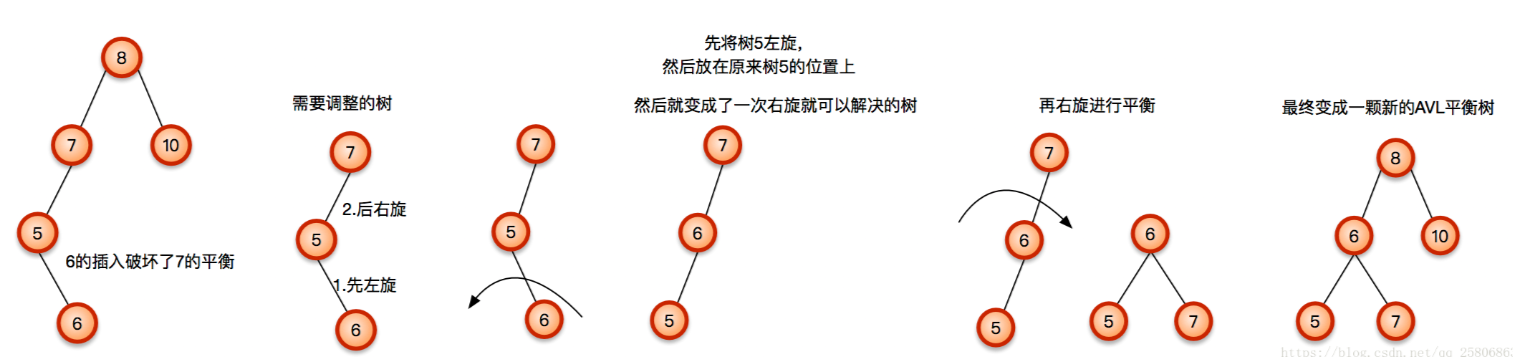 8
7
10
5
6的插入破坏了7的平衡
6
需要调整的树
7
2.后右旋
5
1.先左旋
6
7
5
6
先将树5左旋，
然后放在原来树5的位置上
然后就变成了一次右旋就可以解决的树
7
6
5
再右旋进行平衡
7
6
5
6
5
7
最终变成一颗新的AVL平衡树
8
6
10
5
7
https://blog.csdn.net/qq_2580686